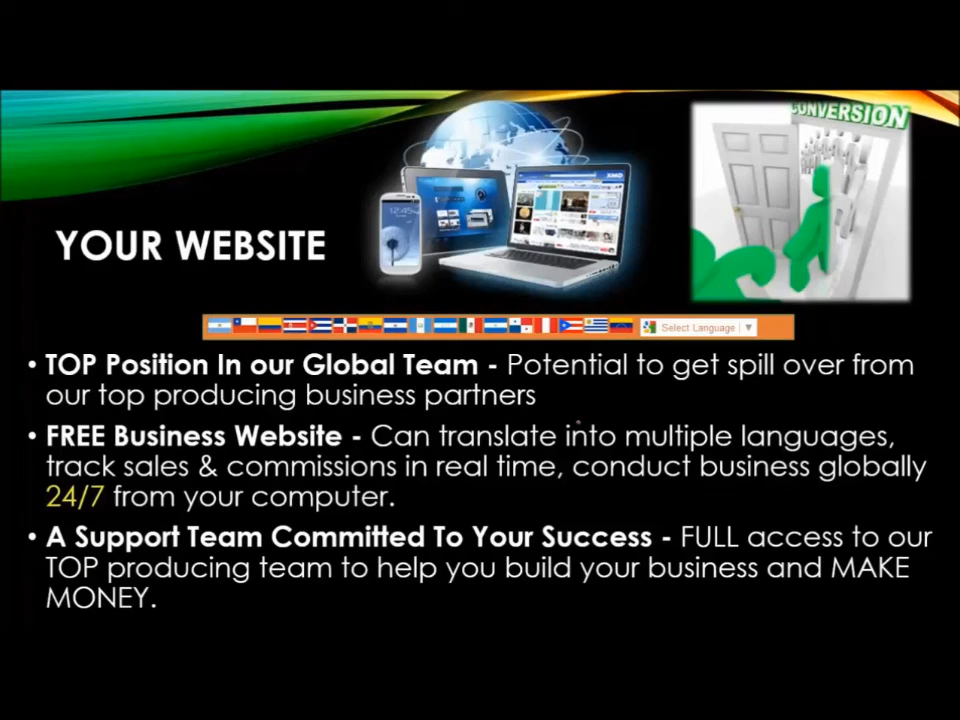 CONVERSION
12:45
YOUR WEBSITE
Select Language
• TOP Position In our Global Team - Potential to get spill over from
our top producing business partners
• FREE Business Website - Can translate into multiple languages,
track sales & commissions in real time, conduct business globally
24/7 from your computer.
• A Support Team Committed To Your Success - FULL access to our
TOP producing team to help you build your business and MAKE
MONEY.